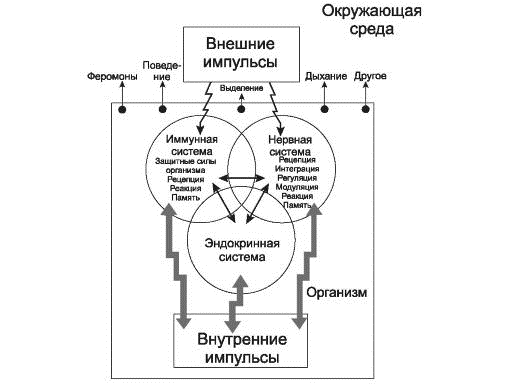 Окружающая
среда
Внешние
импульсы
Феромоны
Поведе-
ние
Выделение
Дыхание
Другое
Иммунная
система
Защитные силы
организма
Рецепция
Реакция
Память
Нервная
система
Рецепция
Интеграция
Регуляция
Модуляция
Реакция
Память
Эндокринная
система
Организм
Внутренние
импульсы